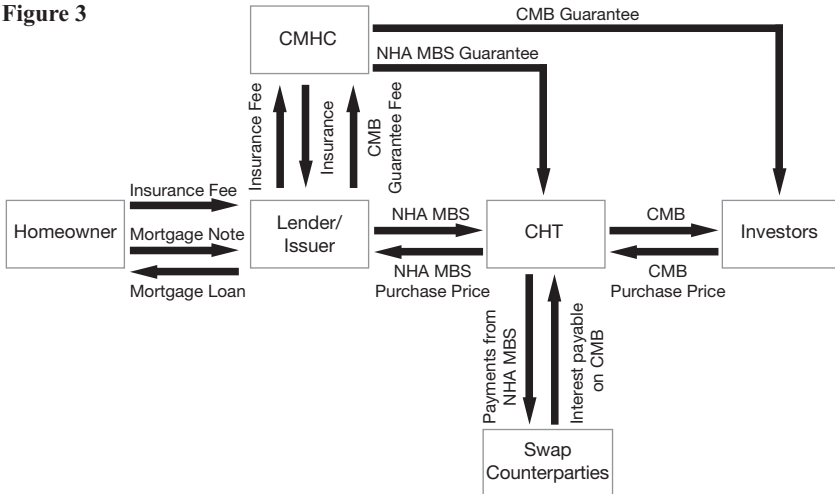 Figure 3
CMB Guarantee
CMHC
NHA MBS Guarantee
Insurance Fee
Insurance
CMB
Guarantee Fee
Insurance Fee
Homeowner
Mortgage Note
Mortgage Loan
Lender/
Issuer
NHA MBS
NHA MBS
Purchase Price
CHT
CMB
CMB
Purchase Price
Investors
Payments from
NHA MBS
Interest payable
on CMB
Swap
Counterparties